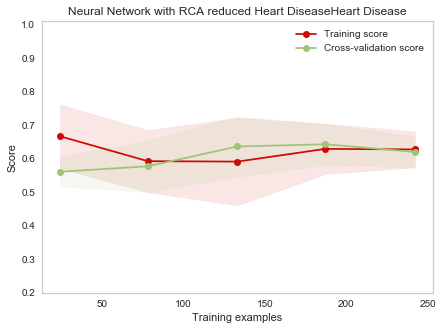 Neural Network with RCA reduced Heart DiseaseHeart Disease
Training score
Cross-validation score
1.0
0.9
0.8
0.7
0.6
0.5
0.4
0.3
0.2
Score
50
100
150
200
250
Training examples